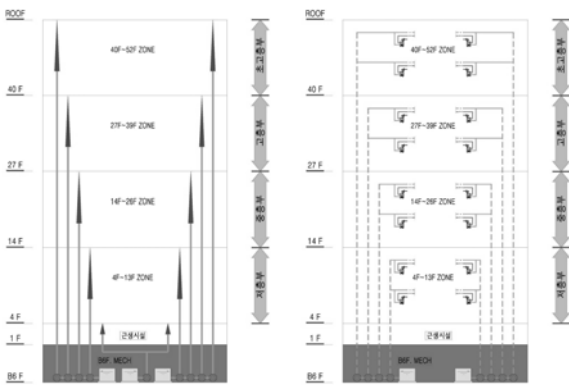 ROOF
40F~52F ZONE
초고층부
40 F
27F~39F ZONE
고층부
27 F
14F~26F ZONE
중층부
14 F
4F~13F ZONE
저층부
4 F
근생시설
1 F
B6F. MECH
B6 F
ROOF
40F~52F ZONE
초고층부
40 F
27F~39F ZONE
고층부
27 F
14F~26F ZONE
중층부
14 F
4F~13F ZONE
저층부
4 F
근생시설
1 F
B6F. MECH
B6 F